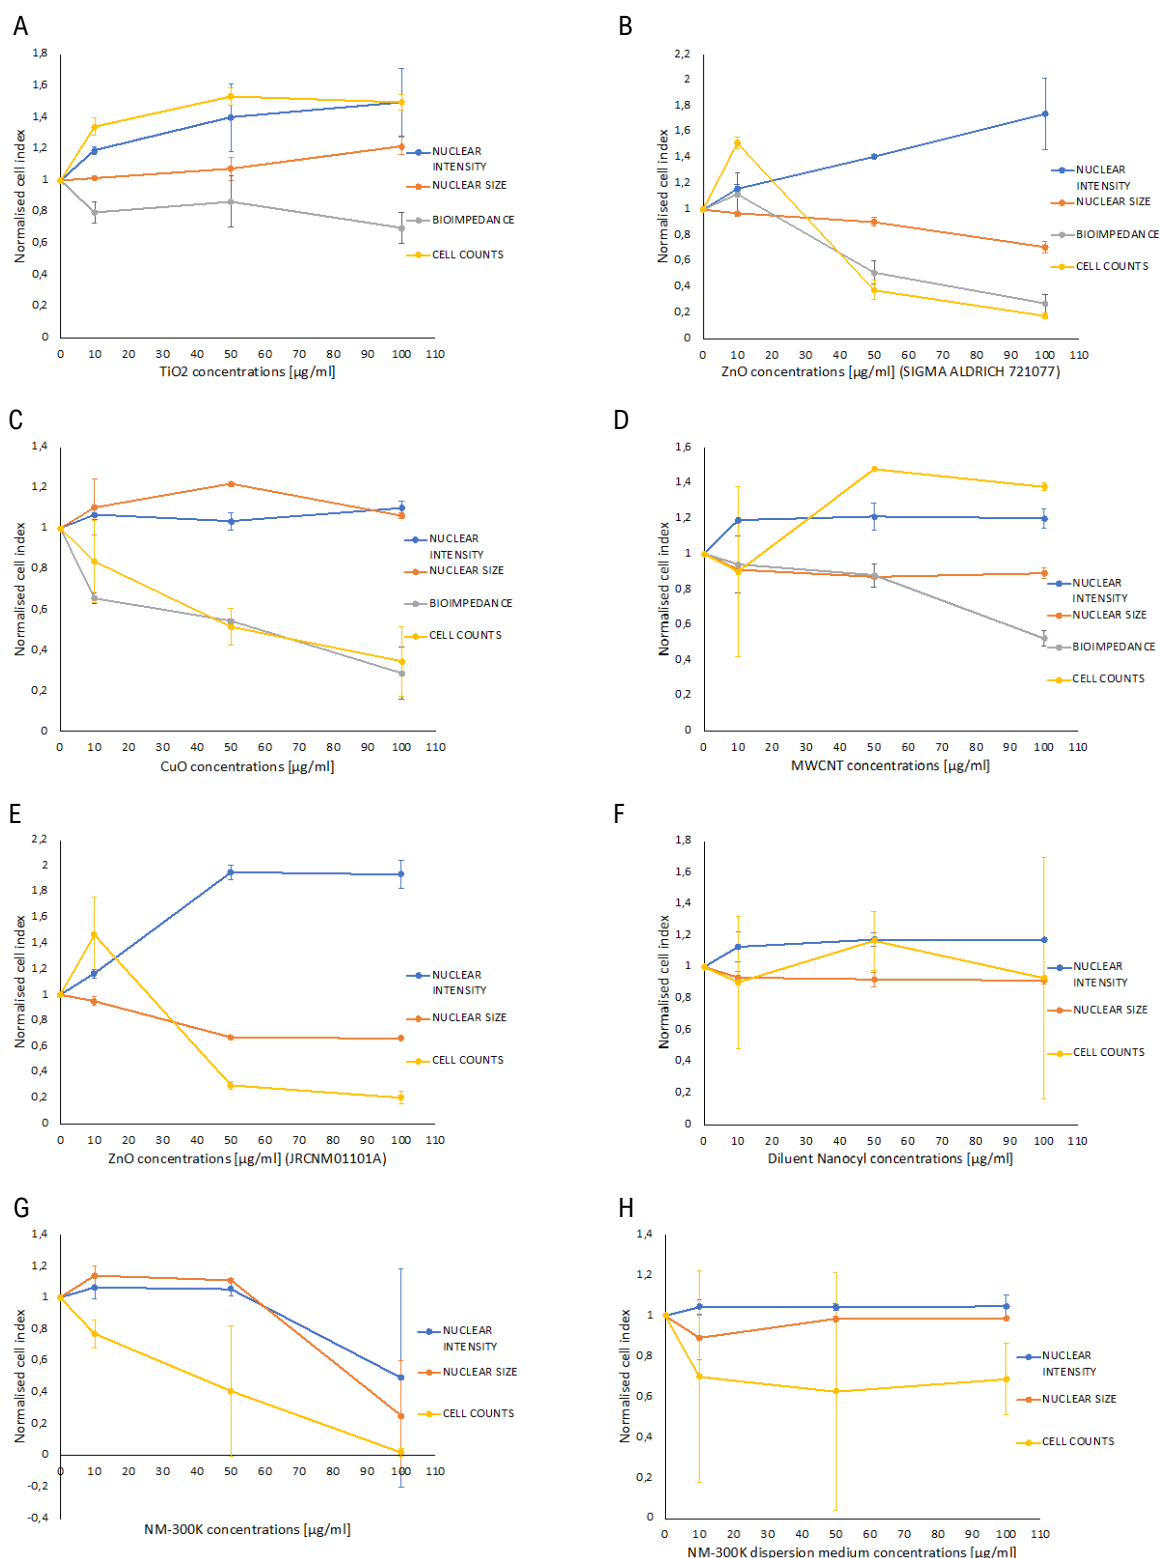 A
Normalised cell index
1,8
1,6
1,4
1,2
1
0,8
0,6
0,4
0,2
0
0 10 20 30 40 50 60 70 80 90 100 110
TiO2 concentrations [µg/ml]
NUCLEAR
INTENSITY
NUCLEAR SIZE
BIOIMPEDANCE
CELL COUNTS
B
Normalised cell index
2,2
2
1,8
1,6
1,4
1,2
1
0,8
0,6
0,4
0,2
0
0 10 20 30 40 50 60 70 80 90 100 110
ZnO concentrations [µg/ml] (SIGMA ALDRICH 721077)
NUCLEAR
INTENSITY
NUCLEAR SIZE
BIOIMPEDANCE
CELL COUNTS
C
Normalised cell index
1,4
1,2
1
0,8
0,6
0,4
0,2
0
0 10 20 30 40 50 60 70 80 90 100 110
CuO concentrations [µg/ml]
NUCLEAR
INTENSITY
NUCLEAR SIZE
BIOIMPEDANCE
CELL COUNTS
D
Normalised cell index
1,6
1,4
1,2
1
0,8
0,6
0,4
0,2
0
0 10 20 30 40 50 60 70 80 90 100 110
MWCNT concentrations [µg/ml]
NUCLEAR
INTENSITY
NUCLEAR SIZE
BIOIMPEDANCE
CELL COUNTS
E
Normalised cell index
2,2
2
1,8
1,6
1,4
1,2
1
0,8
0,6
0,4
0,2
0
0 10 20 30 40 50 60 70 80 90 100 110
ZnO concentrations [µg/ml] (JRCNM01101A)
NUCLEAR
INTENSITY
NUCLEAR SIZE
CELL COUNTS
F
Normalised cell index
1,8
1,6
1,4
1,2
1
0,8
0,6
0,4
0,2
0
0 10 20 30 40 50 60 70 80 90 100 110
Diluent Nanocyl concentrations [µg/ml]
NUCLEAR
INTENSITY
NUCLEAR SIZE
CELL COUNTS
G
Normalised cell index
1,4
1,2
1
0,8
0,6
0,4
0,2
0
-0,2
-0,4
0 10 20 30 40 50 60 70 80 90 100 110
NM-300K concentrations [µg/ml]
NUCLEAR
INTENSITY
NUCLEAR SIZE
CELL COUNTS
H
Normalised cell index
1,4
1,2
1
0,8
0,6
0,4
0,2
0
0 10 20 30 40 50 60 70 80 90 100 110
NM-300K dispersion medium concentrations [µg/ml]
NUCLEAR
INTENSITY
NUCLEAR SIZE
CELL COUNTS